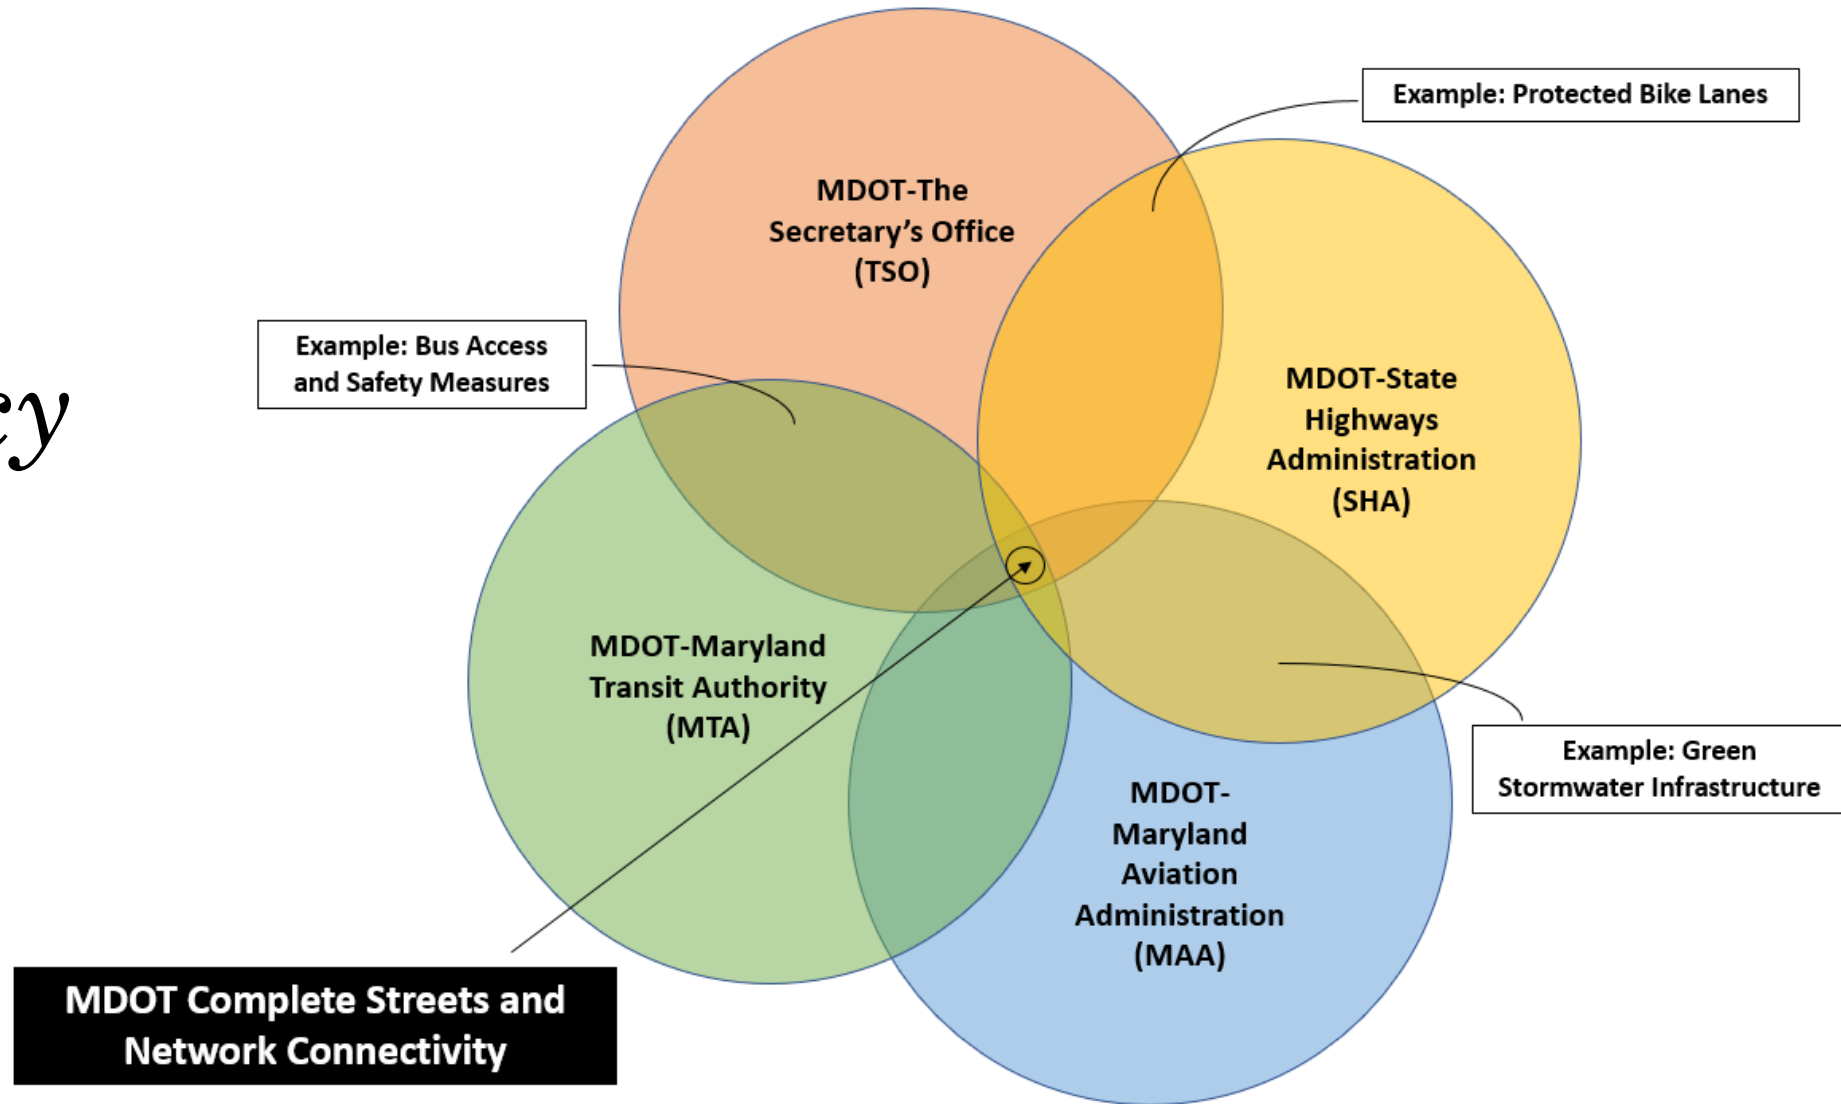 Example: Protected Bike Lanes
MDOT-The
Secretary’s Office
(TSO)
Example: Bus Access
and Safety Measures
MDOT-State
Highways
Administration
(SHA)
cy
MDOT-Maryland
Transit Authority
(MTA)
Example: Green
Stormwater Infrastructure
MDOT-
Maryland
Aviation
Administration
(MAA)
MDOT Complete Streets and
Network Connectivity